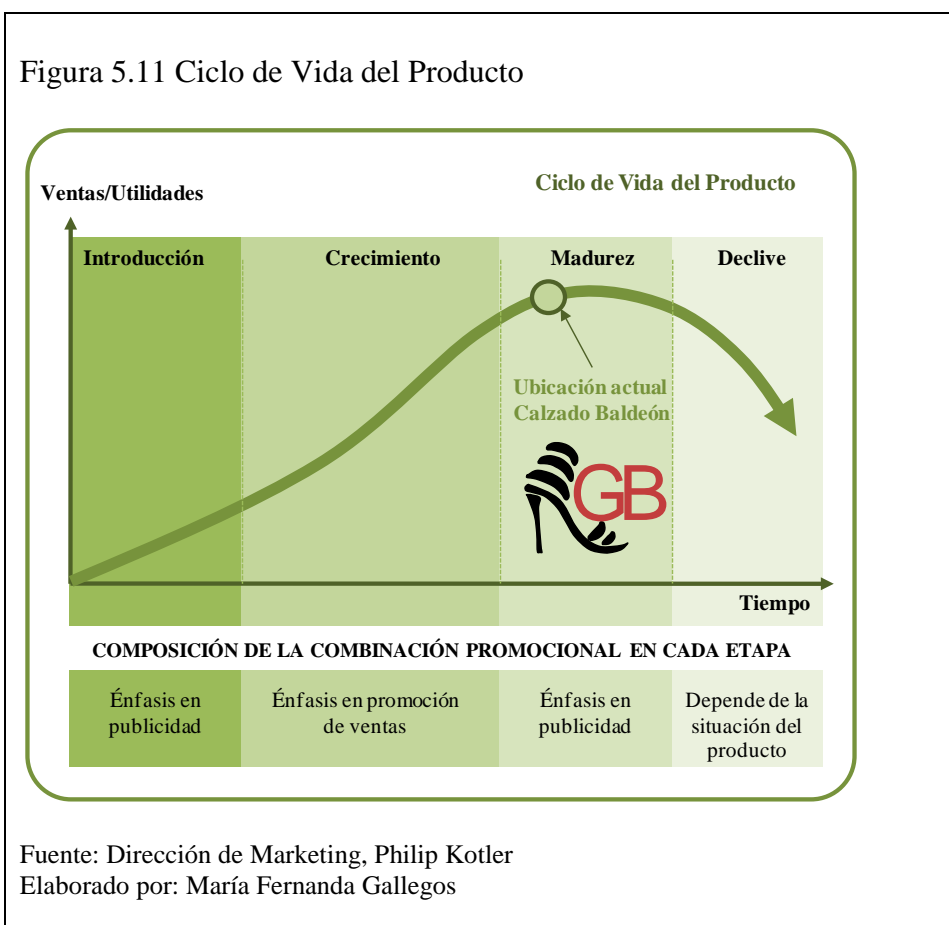 Figura 5.11 Ciclo de Vida del Producto
Ciclo de Vida del Producto
Ventas/Utilidades
Introducción
Crecimiento
Madurez
Declive
Ubicación actual
Calzado Baldeón
GB
Tiempo
COMPOSICIÓN DE LA COMBINACIÓN PROMOCIONAL EN CADA ETAPA
Énfasis en
publicidad
Énfasis en promoción
de ventas
Énfasis en
publicidad
Depende de la
situación del
producto
Fuente: Dirección de Marketing, Philip Kotler
Elaborado por: María Fernanda Gallegos